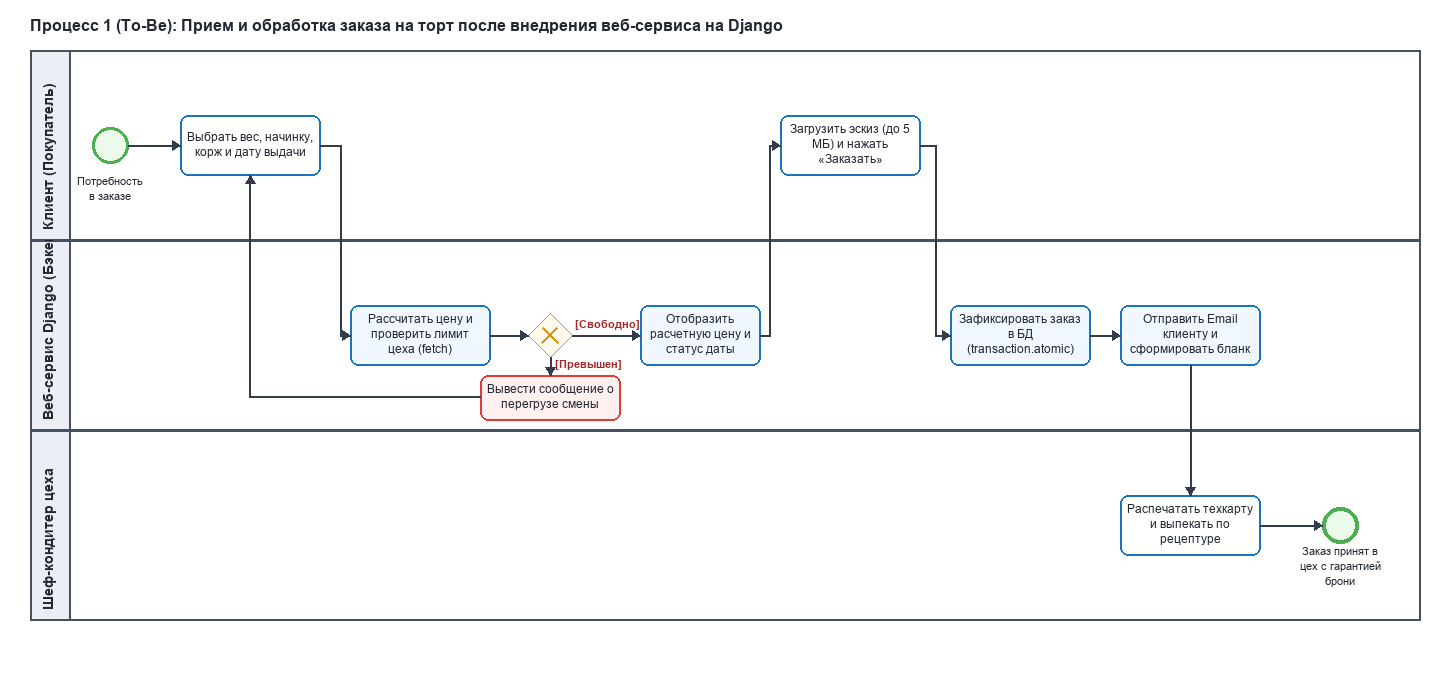 Процесс 1 (To-Be): Прием и обработка заказа на торт после внедрения веб-сервиса на Django
Клиент (Покупатель)
Потребность
в заказе
Выбрать вес, начинку,
корж и дату выдачи
Загрузить эскиз (до 5
МБ) и нажать
«Заказать»
Веб-сервис Django (Бэке
Рассчитать цену и
проверить лимит
цеха (fetch)
[Свободно]
[Превышен]
Вывести сообщение о
перегрузе смены
Отобразить
расчетную цену и
статус даты
Зафиксировать заказ
в БД
(transaction.atomic)
Отправить Email
клиенту и
сформировать бланк
Шеф-кондитер цеха
Распечатать техкарту
и выпекать по
рецептуре
Заказ принят в
цех с гарантией
брони